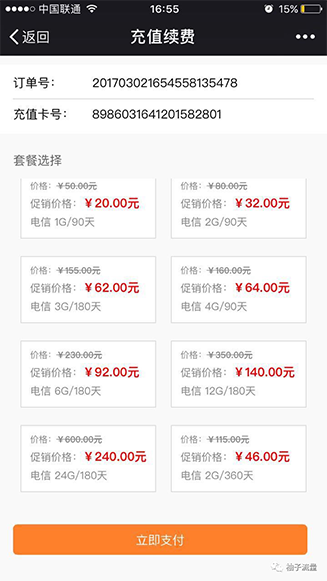 中国联通 16:55 15%
返回 充值续费
订单号: 201703021654558135478
充值卡号: 8986031641201582801
套餐选择
价格: ￥50.00元 价格: ￥80.00元
促销价格: ￥20.00元 促销价格: ￥32.00元
电信 1G/90天 电信 2G/90天
价格: ￥155.00元 价格: ￥160.00元
促销价格: ￥62.00元 促销价格: ￥64.00元
电信 3G/180天 电信 4G/90天
价格: ￥230.00元 价格: ￥350.00元
促销价格: ￥92.00元 促销价格: ￥140.00元
电信 6G/180天 电信 12G/180天
价格: ￥600.00元 价格: ￥115.00元
促销价格: ￥240.00元 促销价格: ￥46.00元
电信 24G/180天 电信 2G/360天
立即支付
柚子流量